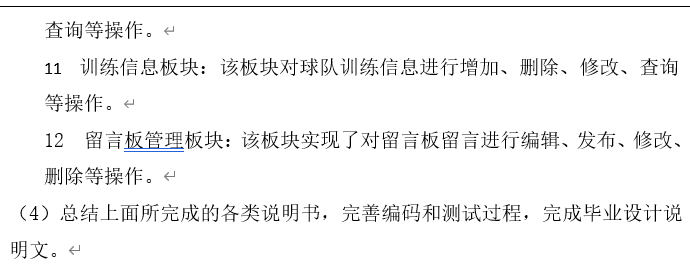 查询等操作。
11 训练信息板块：该板块对球队训练信息进行增加、删除、修改、查询
等操作。
12 留言板管理板块：该板块实现了对留言板留言进行编辑、发布、修改、
删除等操作。
（4）总结上面所完成的各类说明书，完善编码和测试过程，完成毕业设计说
明文。